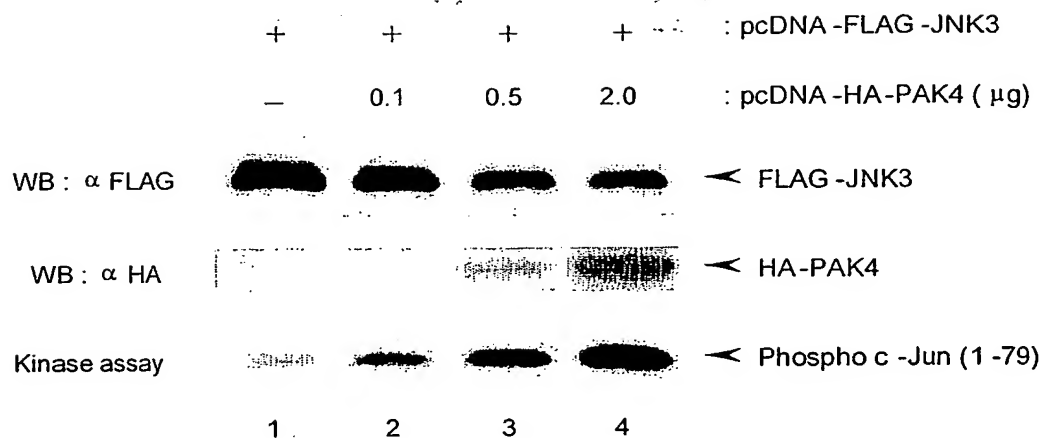 + + + + : pcDNA-FLAG-JNK3
– 0.1 0.5 2.0 : pcDNA-HA-PAK4 ( μg)
WB : α FLAG FLAG-JNK3
WB : α HA HA-PAK4
Kinase assay Phospho c-Jun (1-79)
1 2 3 4